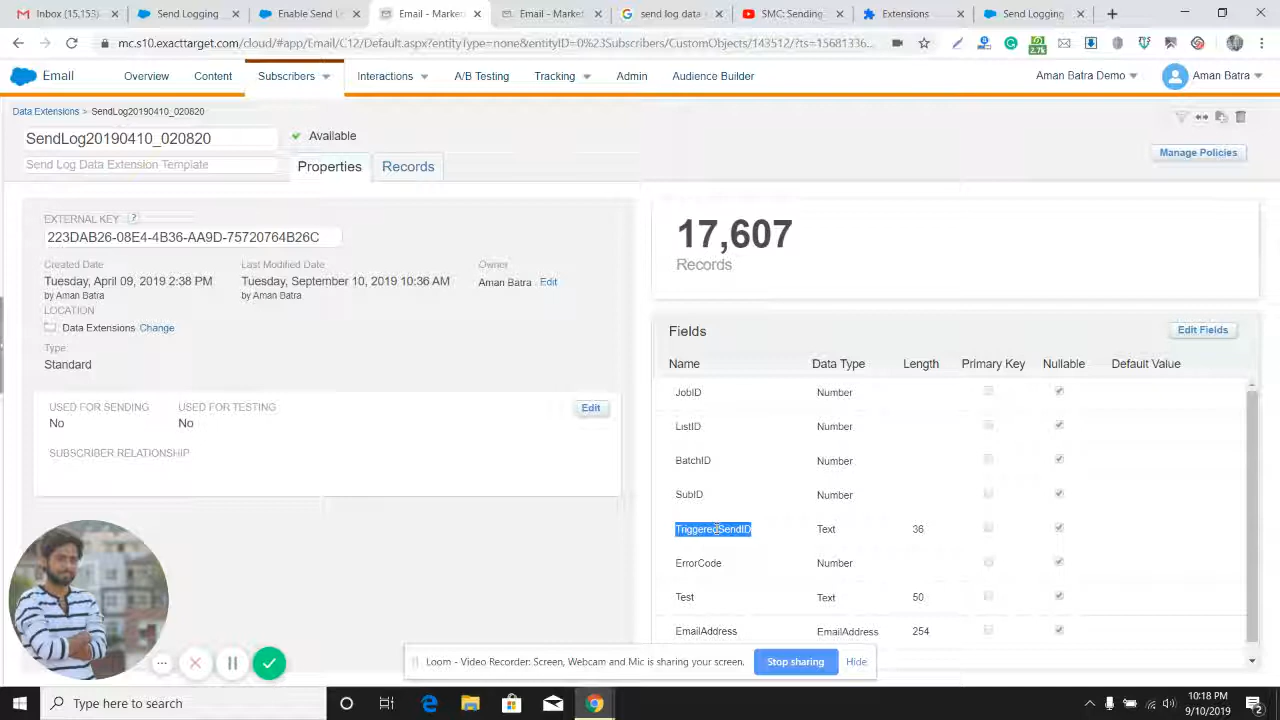 Inbox (15,153)
Send Logging
Enable Send L
Email - Market
Email - Market
send log data
SMC: Sending
Extensions
Send Logging
mc.s10.exacttarget.com/cloud/#app/Email/C12/Default.aspx?entityType=none&entityID=0%23Subscribers/CustomObjects/143512/?ts=15681336...
2.7k
Email Overview Content Subscribers Interactions A/B Testing Tracking Admin Audience Builder Aman Batra Demo Aman Batra
Data Extensions > SendLog20190410_020820
SendLog20190410_020820
Available
Send Log Data Extension Template
Properties Records
Manage Policies
EXTERNAL KEY ?
223DAB26-08E4-4B36-AA9D-75720764B26C
Created Date Last Modified Date Owner
Tuesday, April 09, 2019 2:38 PM Tuesday, September 10, 2019 10:36 AM Aman Batra Edit
by Aman Batra by Aman Batra
LOCATION
Data Extensions Change
Type:
Standard
USED FOR SENDING USED FOR TESTING Edit
No No
SUBSCRIBER RELATIONSHIP
17,607
Records
Fields Edit Fields
Name Data Type Length Primary Key Nullable Default Value
JobID Number
ListID Number
BatchID Number
SubID Number
TriggeredSendID Text 36
ErrorCode Number
Test Text 50
EmailAddress EmailAddress 254
Loom - Video Recorder: Screen, Webcam and Mic is sharing your screen. Stop sharing Hide
Type here to search
10:18 PM
9/10/2019
2